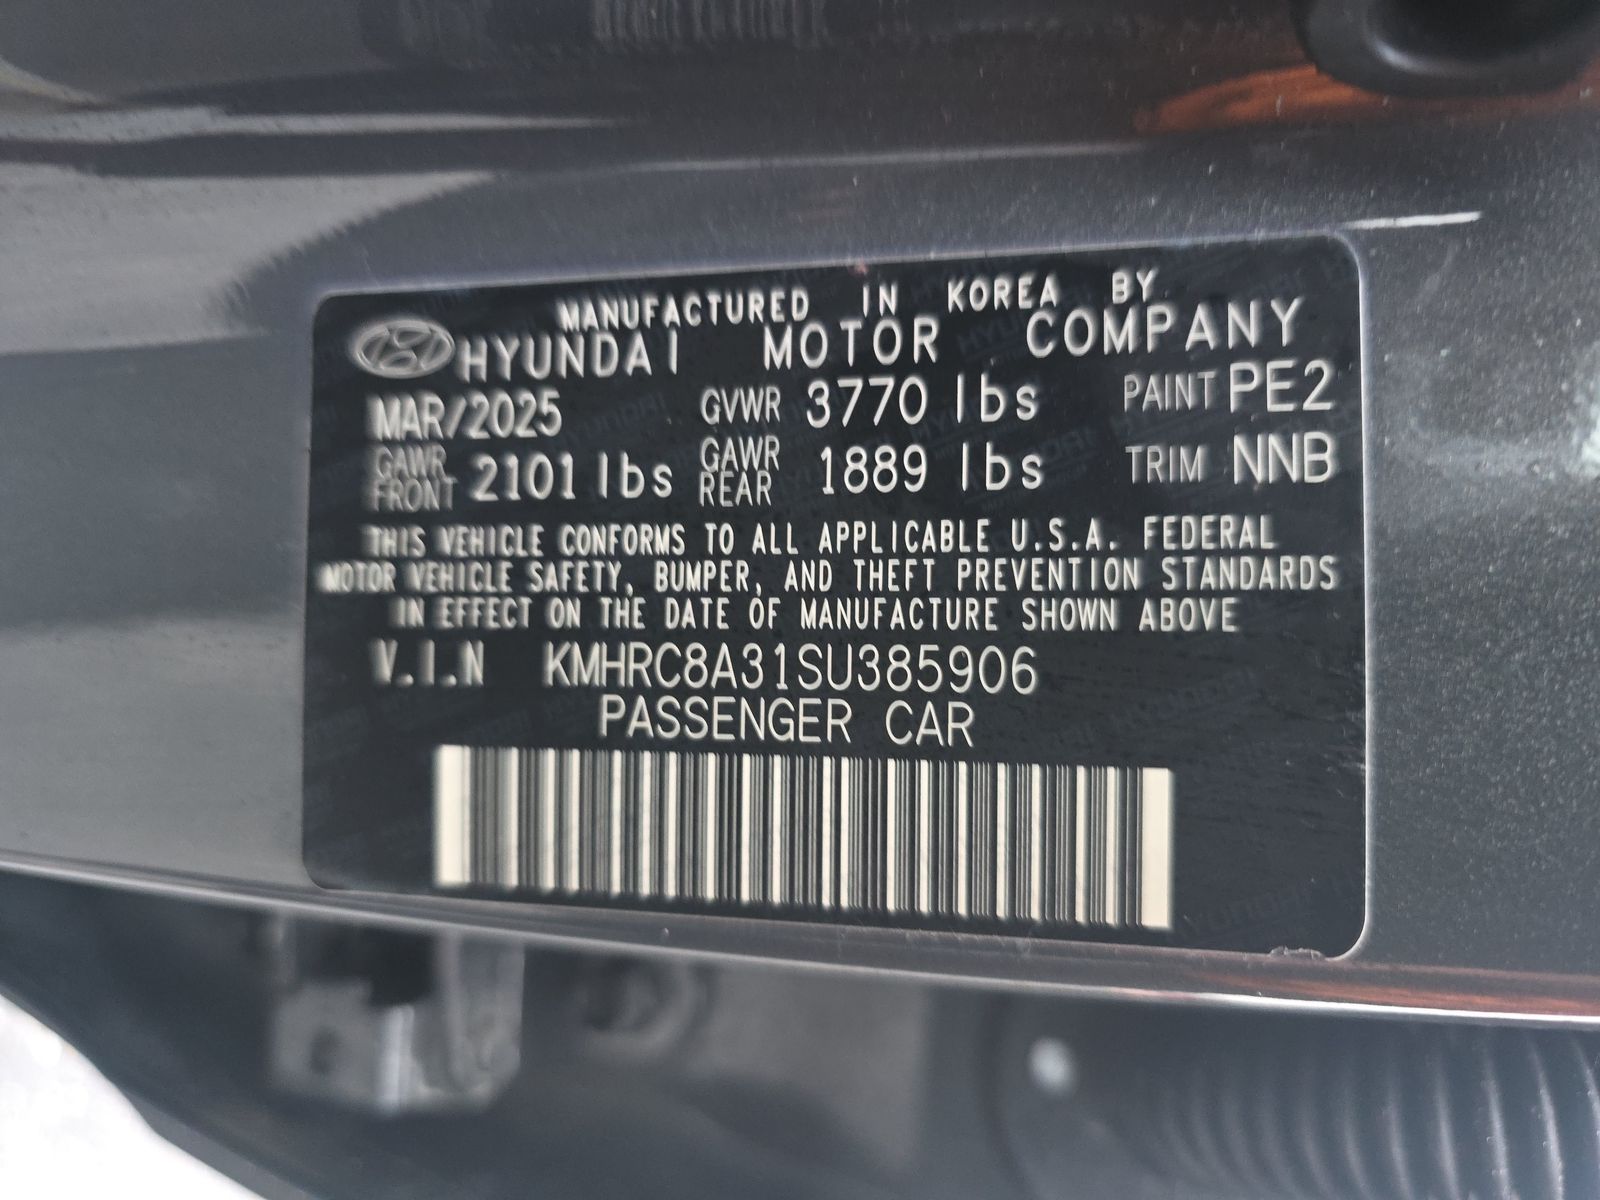 MANUFACTURED IN KOREA BY
HYUNDAI MOTOR COMPANY
MAR/2025 GVWR 3770 lbs PAINT PE2
GAWR FRONT 2101 lbs GAWR REAR 1889 lbs TRIM NNB
THIS VEHICLE CONFORMS TO ALL APPLICABLE U.S.A. FEDERAL
MOTOR VEHICLE SAFETY, BUMPER, AND THEFT PREVENTION STANDARDS
IN EFFECT ON THE DATE OF MANUFACTURE SHOWN ABOVE
V.I.N KMHRC8A31SU385906
PASSENGER CAR